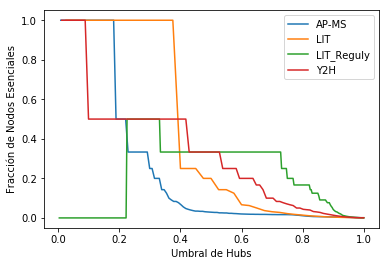 1.0
0.8
0.6
0.4
0.2
0.0
Fracción de Nodos Esenciales
AP-MS
LIT
LIT_Reguly
Y2H
0.0 0.2 0.4 0.6 0.8 1.0
Umbral de Hubs